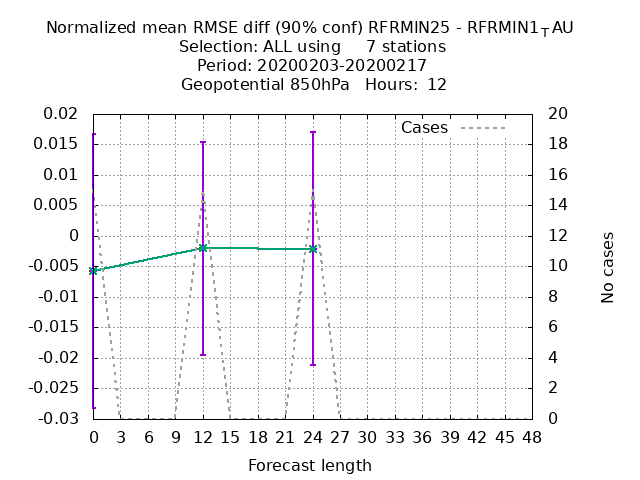 Normalized mean RMSE diff (90% conf) RFRMIN25 - RFRMIN1TAU
Selection: ALL using 7 stations
Period: 20200203-20200217
Geopotential 850hPa Hours: 12
Cases
0.02
0.015
0.01
0.005
0
-0.005
-0.01
-0.015
-0.02
-0.025
-0.03
20
18
16
14
12
10
8
6
4
2
0
No cases
0 3 6 9 12 15 18 21 24 27 30 33 36 39 42 45 48
Forecast length